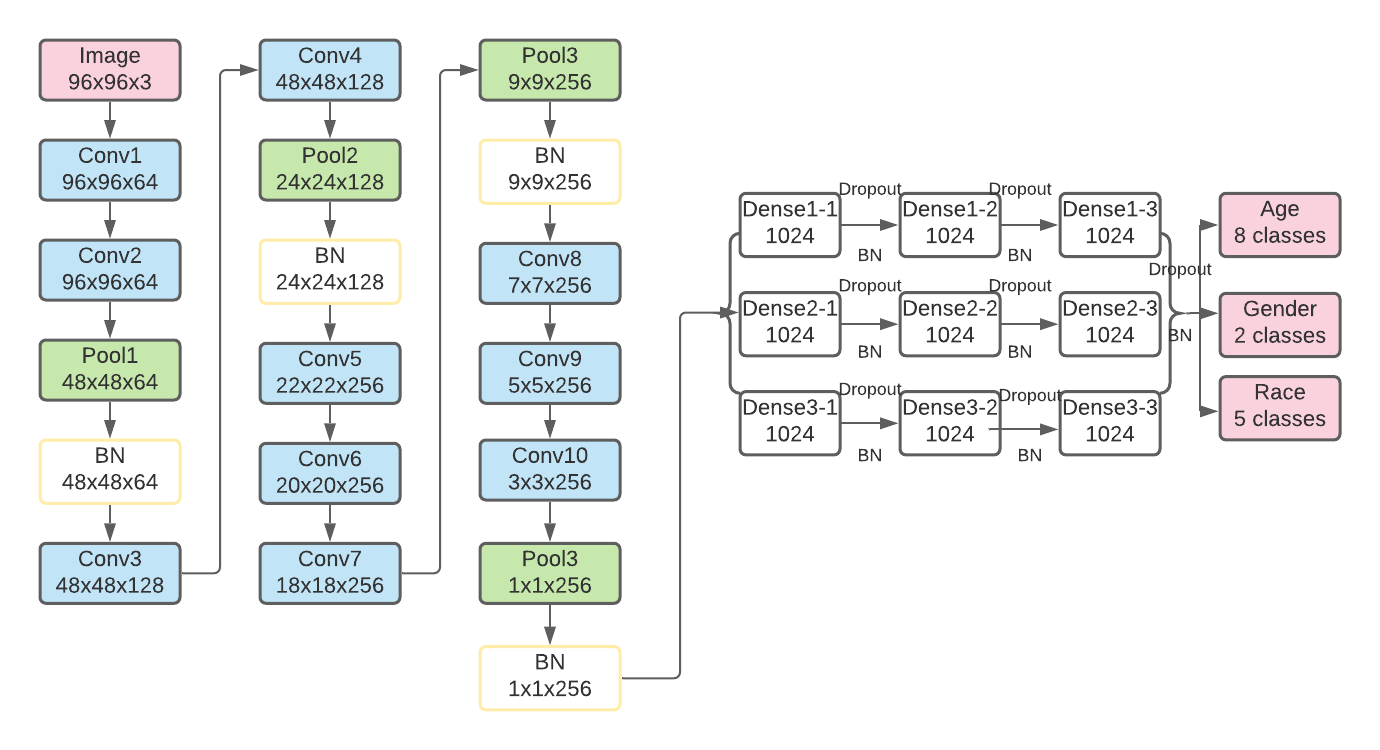 Image
96x96x3
Conv1
96x96x64
Conv2
96x96x64
Pool1
48x48x64
BN
48x48x64
Conv3
48x48x128
Conv4
48x48x128
Pool2
24x24x128
BN
24x24x128
Conv5
22x22x256
Conv6
20x20x256
Conv7
18x18x256
Pool3
9x9x256
BN
9x9x256
Conv8
7x7x256
Conv9
5x5x256
Conv10
3x3x256
Pool3
1x1x256
BN
1x1x256
Dense1-1
1024
Dropout
BN
Dense1-2
1024
Dropout
BN
Dense1-3
1024
Dense2-1
1024
Dropout
BN
Dense2-2
1024
Dropout
BN
Dense2-3
1024
Dense3-1
1024
Dropout
BN
Dense3-2
1024
Dropout
BN
Dense3-3
1024
Dropout
BN
Age
8 classes
Gender
2 classes
Race
5 classes